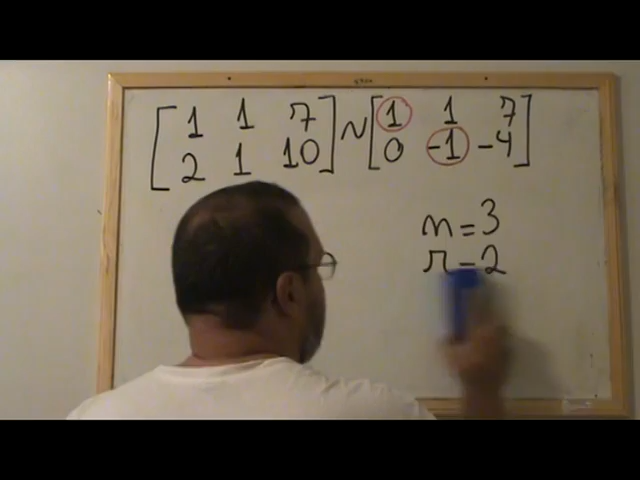 [1 1 7] ~ [1 1 7]
[2 1 10] [0 -1 -4]
n = 3
r = 2